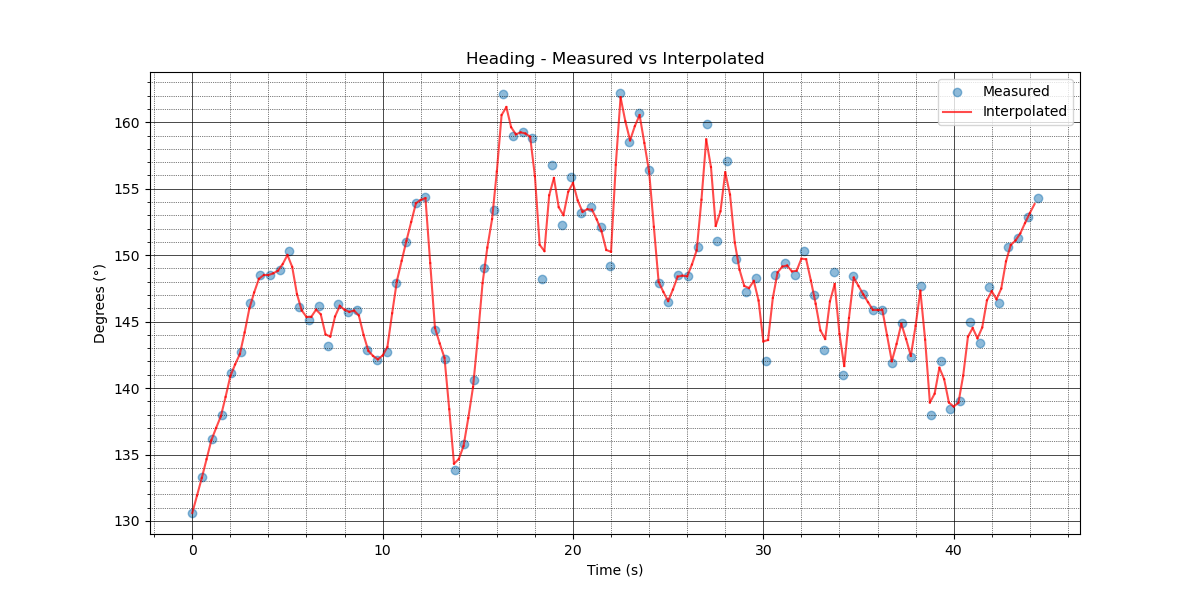 Heading - Measured vs Interpolated
Measured
Interpolated
Degrees (°)
160
155
150
145
140
135
130
0 10 20 30 40
Time (s)